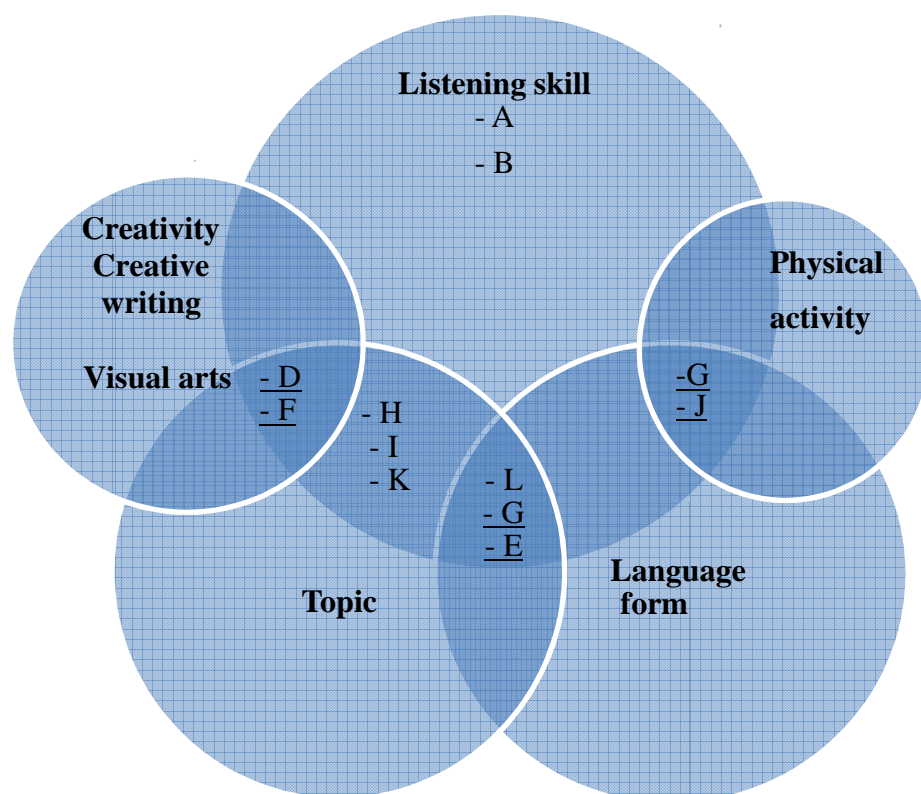 Listening skill
- A
- B
Creativity
Creative
writing
Visual arts
- D
- F
- H
- I
- K
- L
- G
- E
-G
- J
Physical
activity
Topic
Language
form